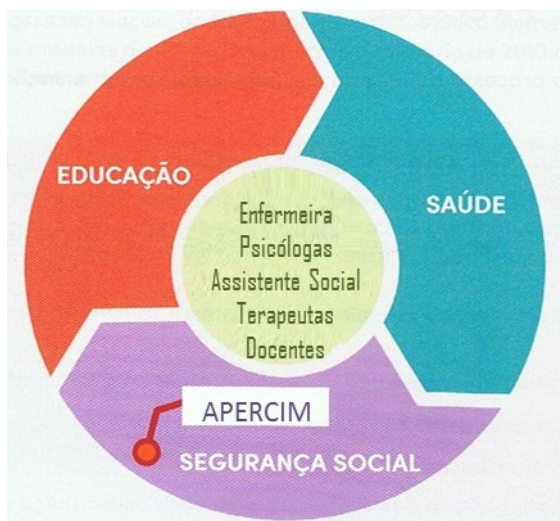 EDUCAÇÃO
SAÚDE
Enfermeira
Psicólogas
Assistente Social
Terapeutas
Docentes
APERCIM
SEGURANÇA SOCIAL